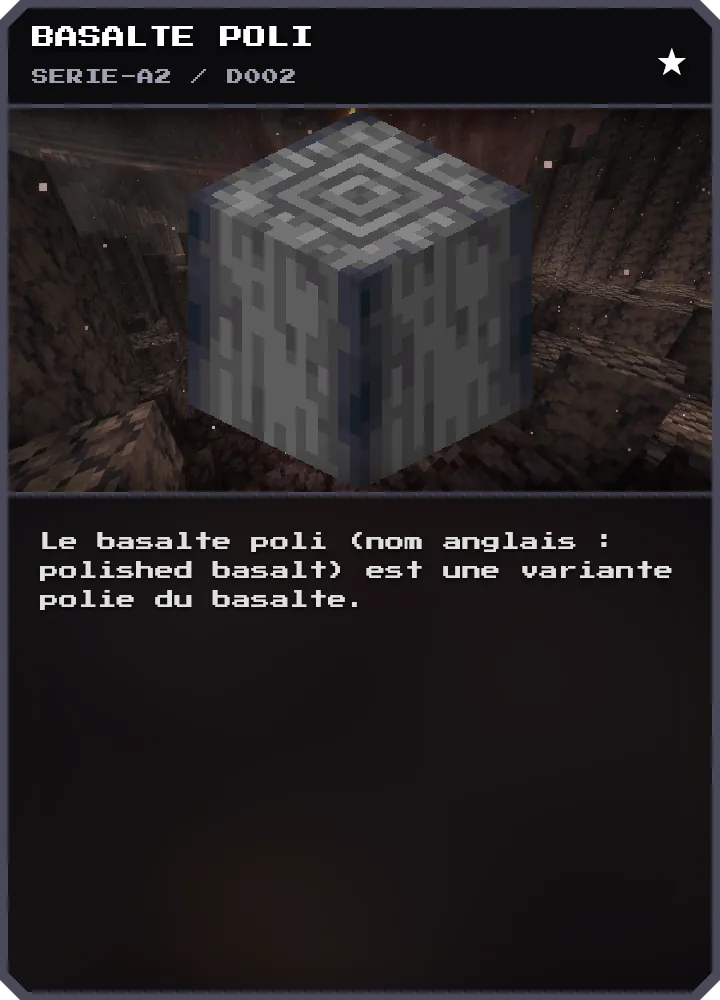 BASALTE POLI
SERIE-A2 / D002
Le basalte poli (nom anglais :
polished basalt) est une variante
polie du basalte.